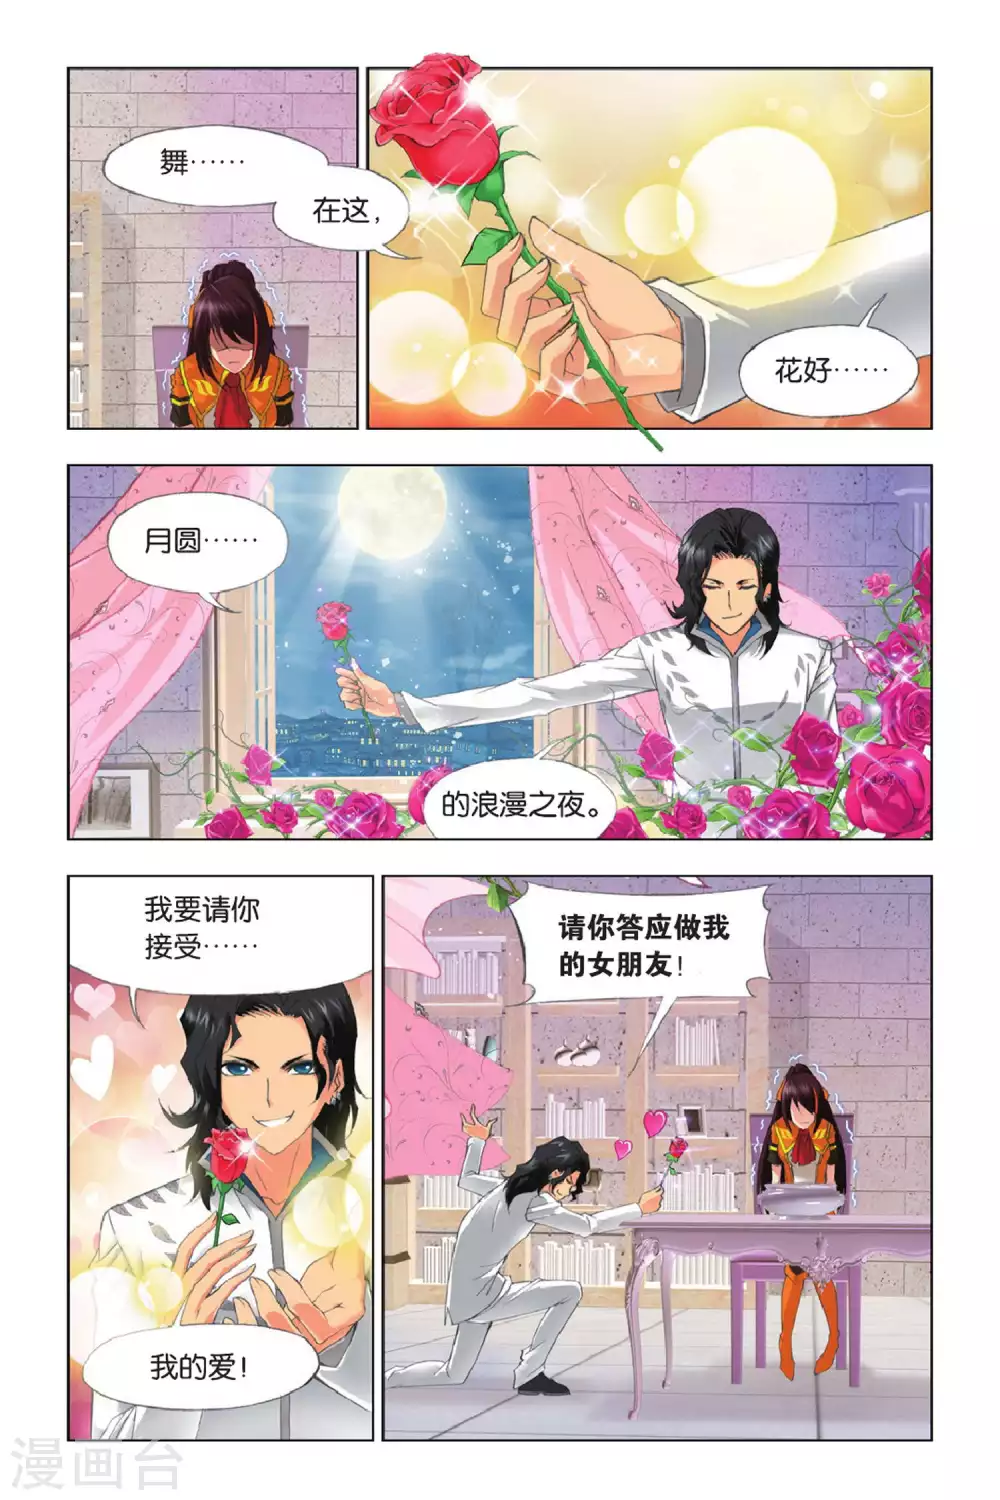 舞……
在这，
花好……
月圆……
的浪漫之夜。
我要请你
接受……
我的爱！
请你答应做我
的女朋友！
漫画台